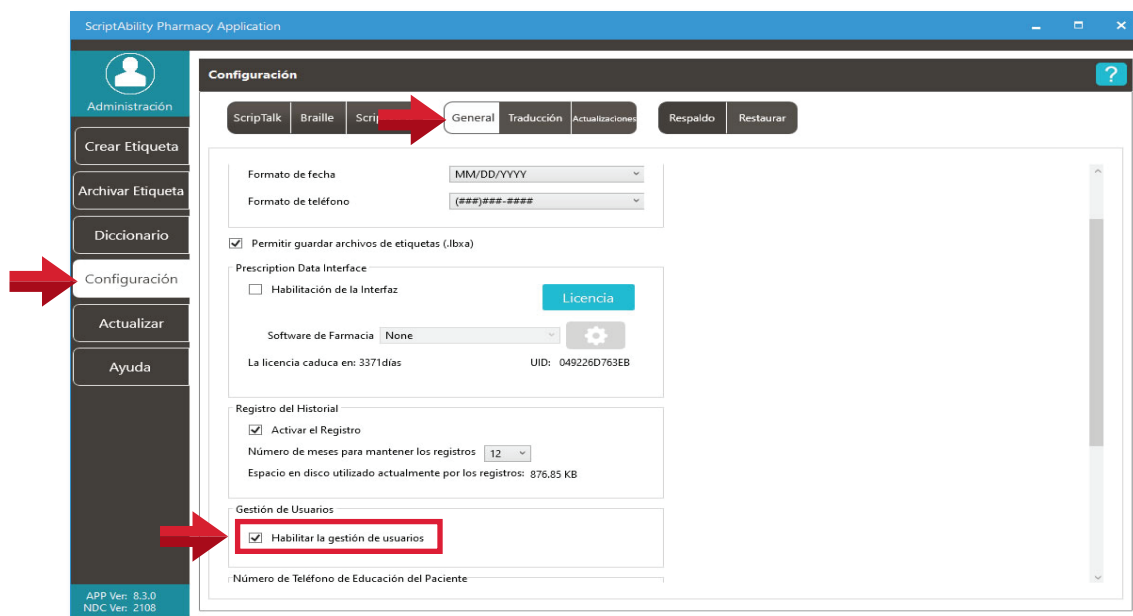 ScriptAbility Pharmacy Application
Administración
Crear Etiqueta
Archivar Etiqueta
Diccionario
Configuración
Actualizar
Ayuda
APP Ver: 8.3.0
NDC Ver: 2108
Configuración
?
ScripTalk Braille General Traducción Actualizaciones Respaldo Restaurar
Formato de fecha MM/DD/YYYY
Formato de teléfono (###)###-####
Permitir guardar archivos de etiquetas (.lbxa)
Prescription Data Interface
Habilitación de la Interfaz
Licencia
Software de Farmacia None
La licencia caduca en: 3371días UID: 049226D763EB
Registro del Historial
Activar el Registro
Número de meses para mantener los registros 12
Espacio en disco utilizado actualmente por los registros: 876.85 KB
Gestión de Usuarios
Habilitar la gestión de usuarios
Número de Teléfono de Educación del Paciente